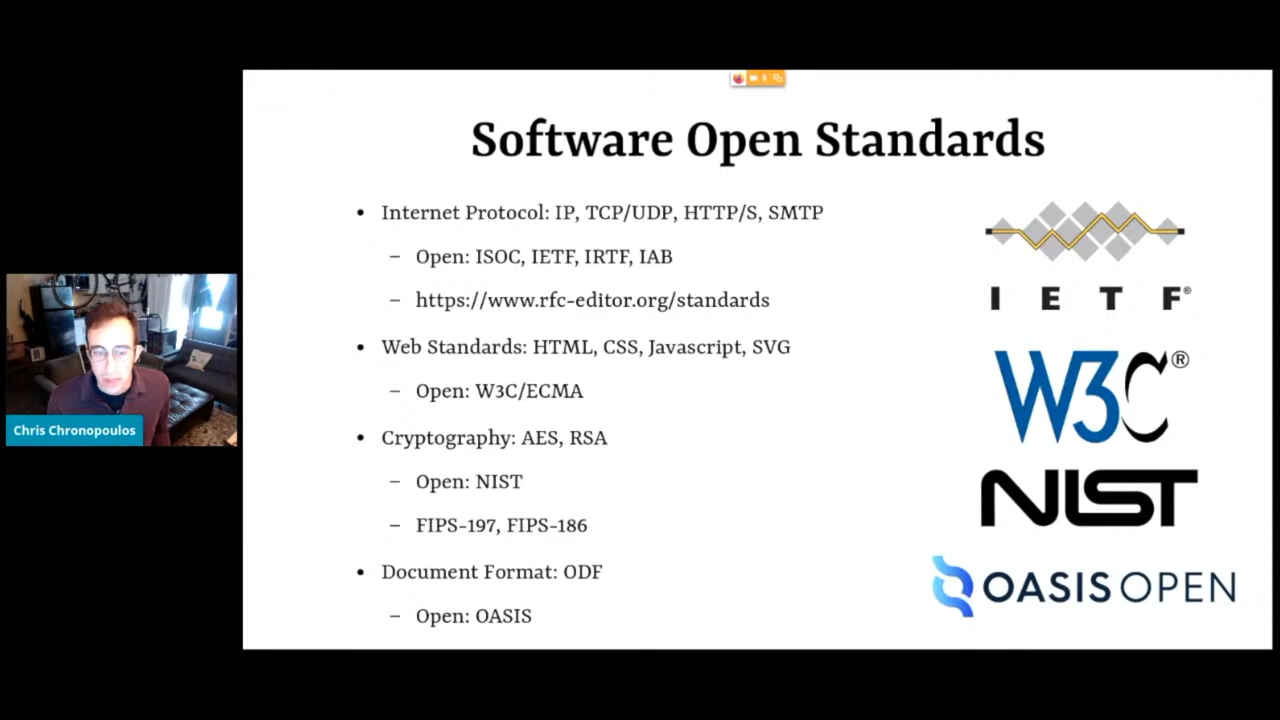 Software Open Standards
• Internet Protocol: IP, TCP/UDP, HTTP/S, SMTP
– Open: ISOC, IETF, IRTF, IAB
– https://www.rfc-editor.org/standards
• Web Standards: HTML, CSS, Javascript, SVG
– Open: W3C/ECMA
• Cryptography: AES, RSA
– Open: NIST
– FIPS-197, FIPS-186
• Document Format: ODF
– Open: OASIS
I E T F®
W3C®
NIST
OASIS OPEN
Chris Chronopoulos